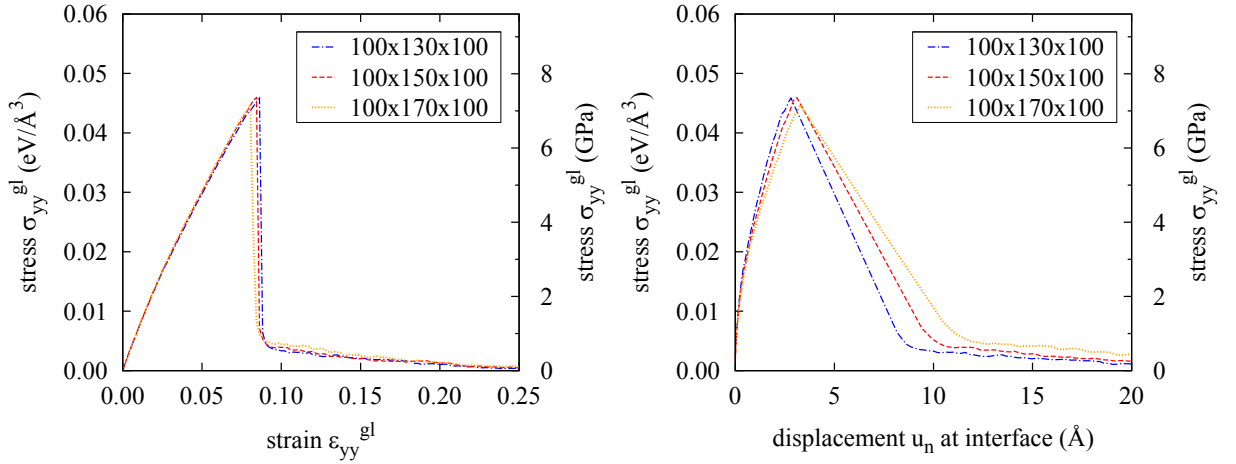 0.06
0.05
0.04
0.03
0.02
0.01
0.00
stress σyy^gl (eV/Å^3)
100x130x100
100x150x100
100x170x100
8
6
4
2
0
stress σyy^gl (GPa)
0.00 0.05 0.10 0.15 0.20 0.25
strain εyy^gl
0.06
0.05
0.04
0.03
0.02
0.01
0.00
stress σyy^gl (eV/Å^3)
100x130x100
100x150x100
100x170x100
8
6
4
2
0
stress σyy^gl (GPa)
0 5 10 15 20
displacement un at interface (Å)